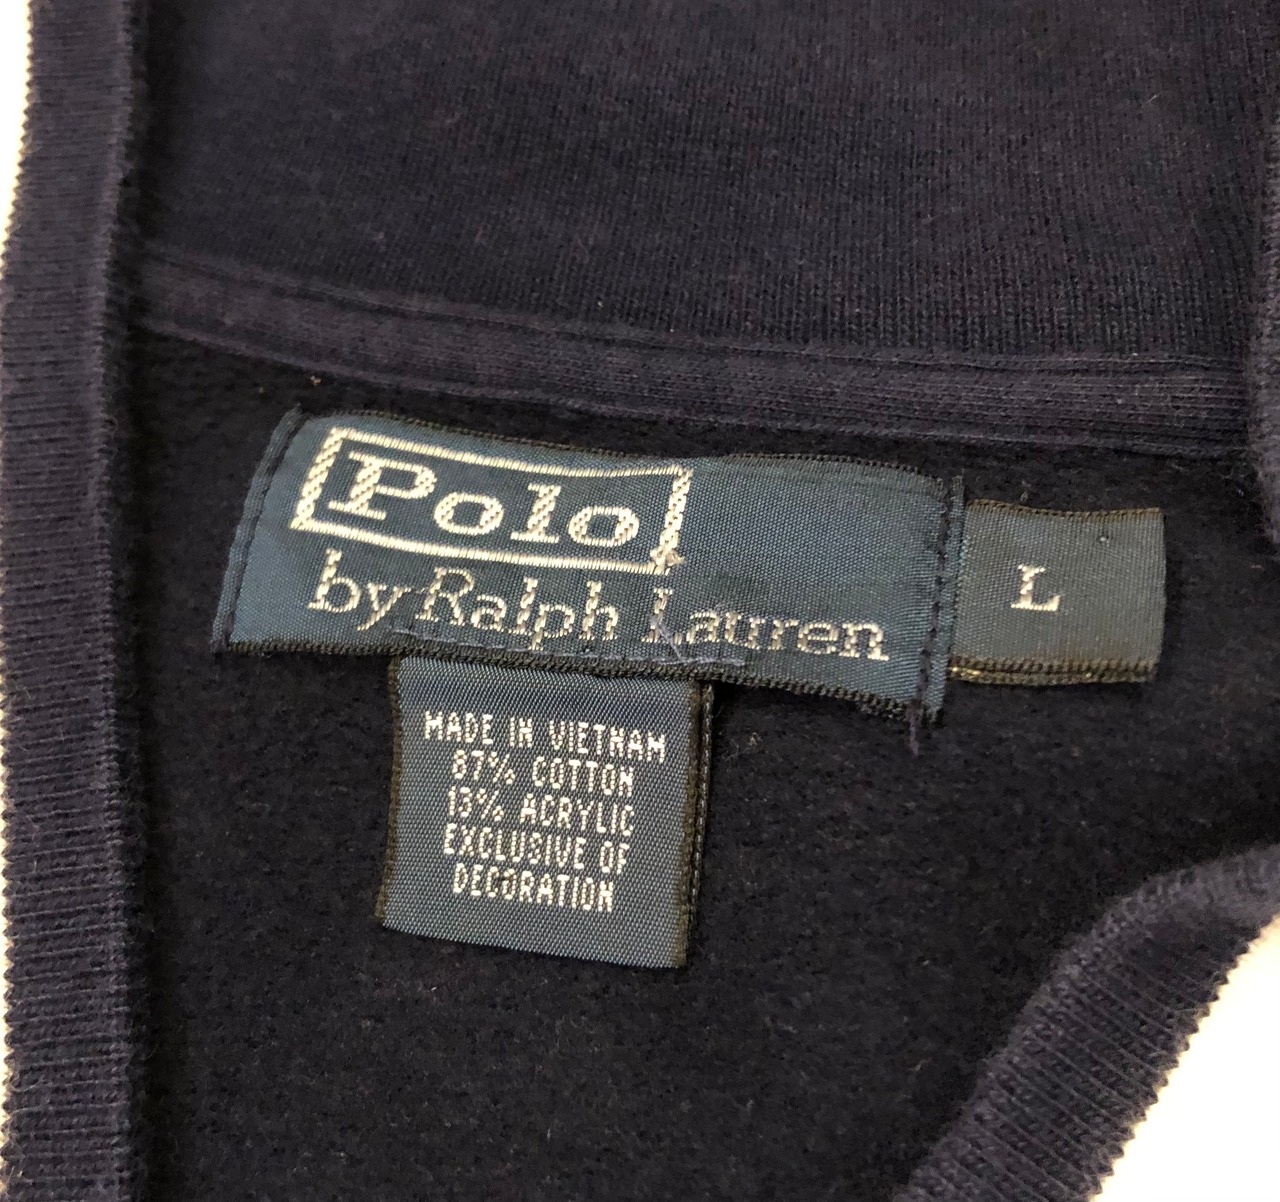 Polo
by Ralph Lauren
L
MADE IN VIETNAM
87% COTTON
13% ACRYLIC
EXCLUSIVE OF
DECORATION